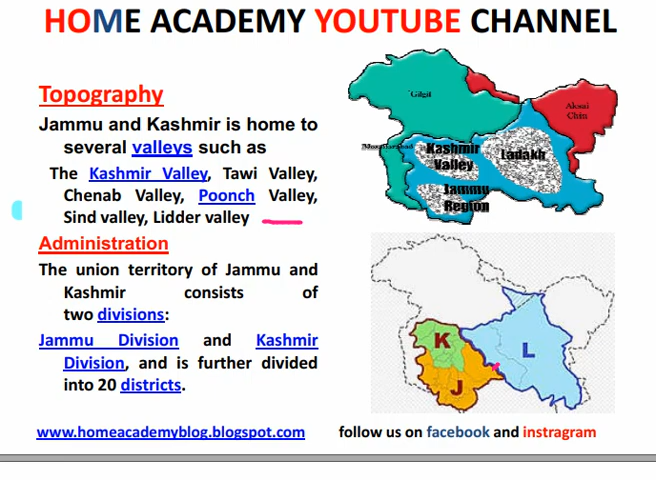 HOME ACADEMY YOUTUBE CHANNEL
Topography
Jammu and Kashmir is home to
several valleys such as
The Kashmir Valley, Tawi Valley,
Chenab Valley, Poonch Valley,
Sind valley, Lidder valley
Administration
The union territory of Jammu and
Kashmir consists of
two divisions:
Jammu Division and Kashmir
Division, and is further divided
into 20 districts.
Gilgit
Aksai
Chin
Muzaffarabad
Kashmir
Valley
Ladakh
Jammu
Region
K
L
J
www.homeacademyblog.blogspot.com
follow us on facebook and instragram